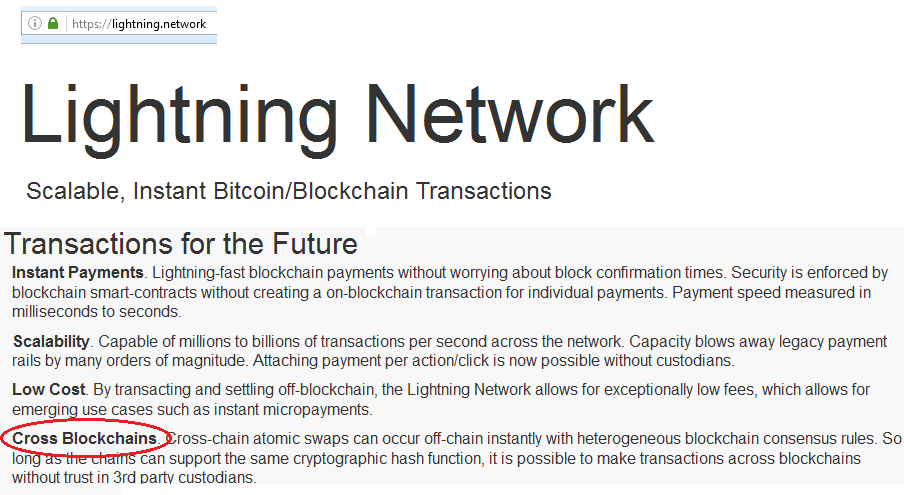 https://lightning.network
Lightning Network
Scalable, Instant Bitcoin/Blockchain Transactions
Transactions for the Future
Instant Payments. Lightning-fast blockchain payments without worrying about block confirmation times. Security is enforced by
blockchain smart-contracts without creating a on-blockchain transaction for individual payments. Payment speed measured in
milliseconds to seconds.
Scalability. Capable of millions to billions of transactions per second across the network. Capacity blows away legacy payment
rails by many orders of magnitude. Attaching payment per action/click is now possible without custodians.
Low Cost. By transacting and settling off-blockchain, the Lightning Network allows for exceptionally low fees, which allows for
emerging use cases such as instant micropayments.
Cross Blockchains. Cross-chain atomic swaps can occur off-chain instantly with heterogeneous blockchain consensus rules. So
long as the chains can support the same cryptographic hash function, it is possible to make transactions across blockchains
without trust in 3rd party custodians.